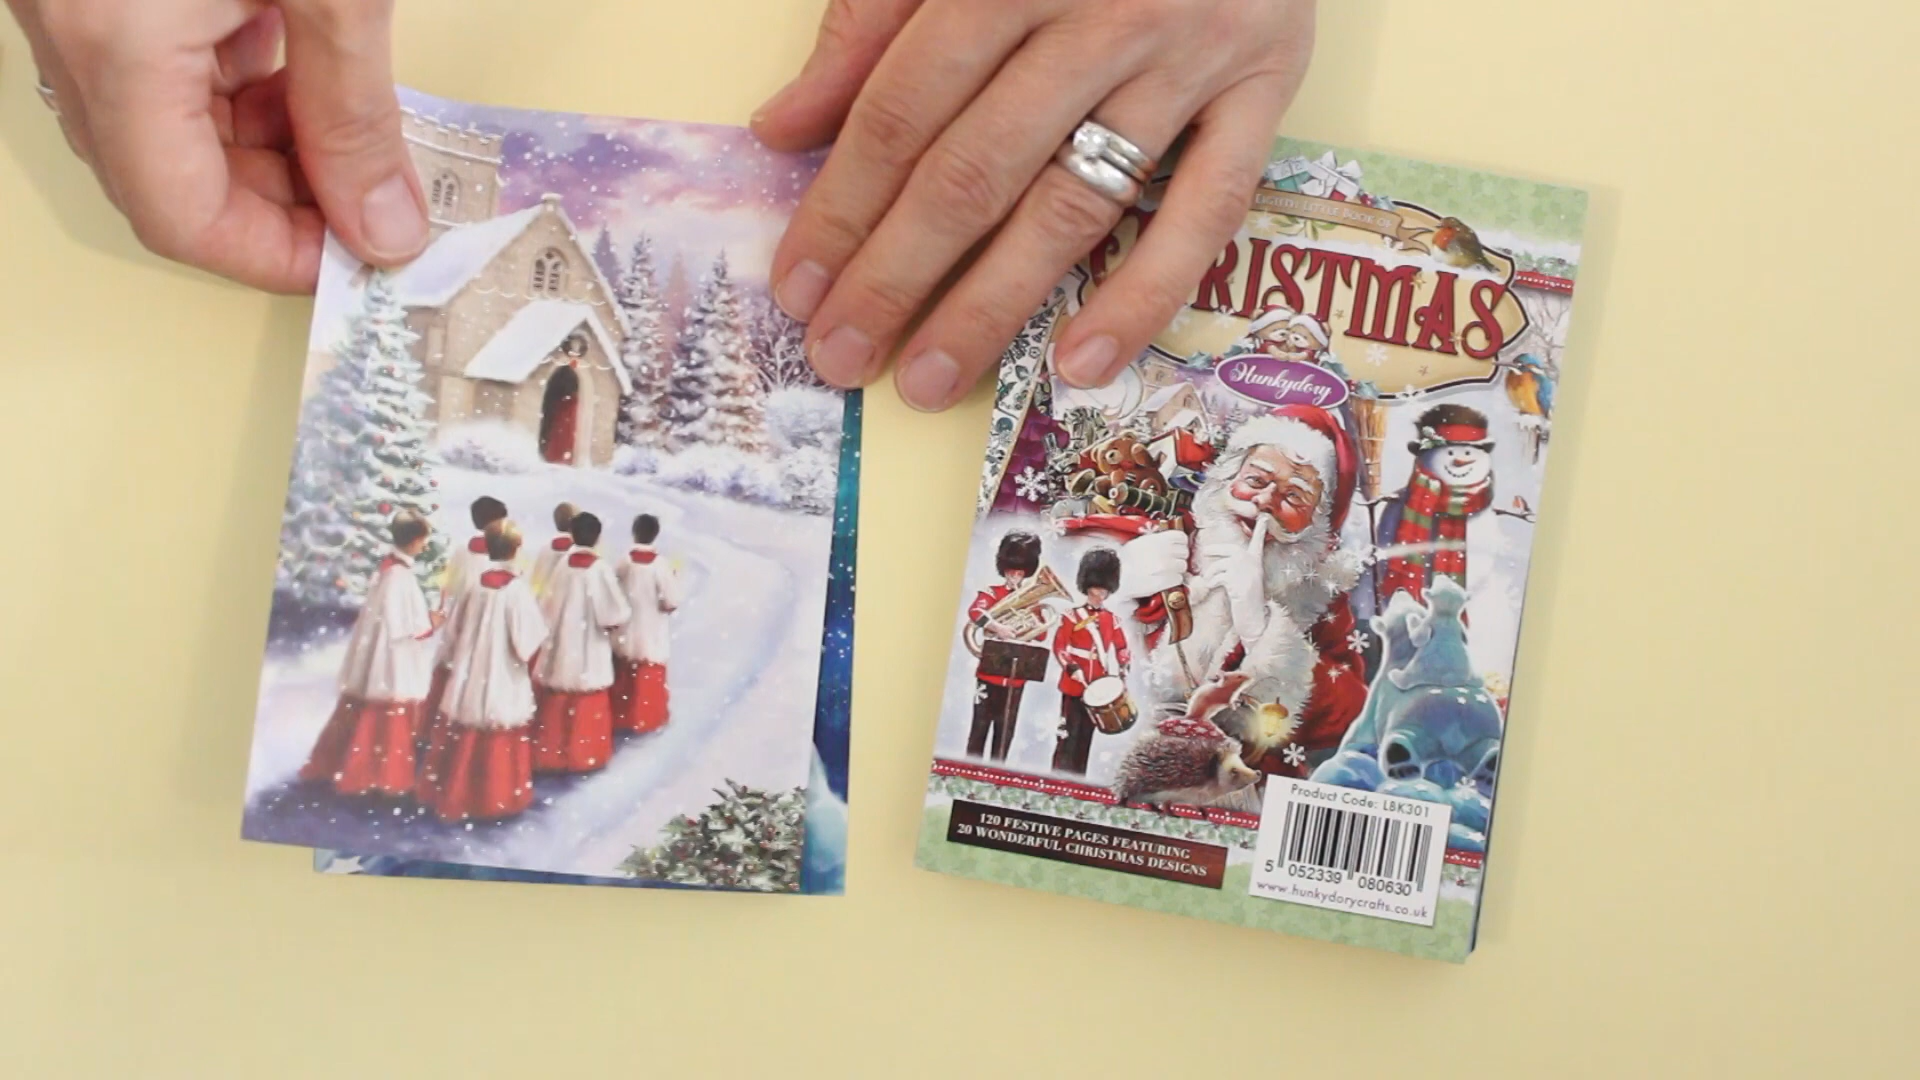 EIGHTH LITTLE BOOK OF
CHRISTMAS
Hunkydory
120 FESTIVE PAGES FEATURING
20 WONDERFUL CHRISTMAS DESIGNS
Product Code: LBK301
5 052339 080630
www.hunkydorycrafts.co.uk